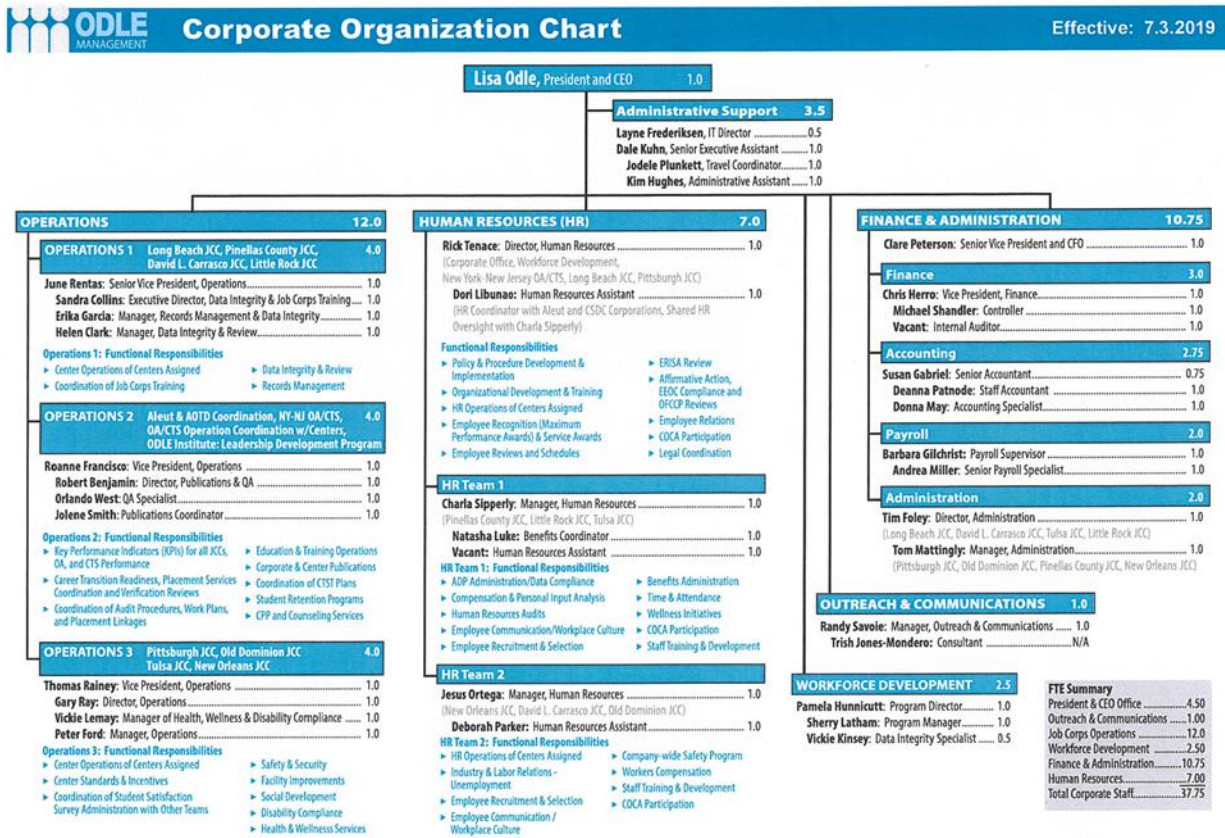 ODLE
MANAGEMENT
Corporate Organization Chart
Effective: 7.3.2019
Lisa Odle, President and CEO 1.0
Administrative Support 3.5
Layne Frederiksen, IT Director ..................0.5
Dale Kuhn, Senior Executive Assistant ..........1.0
Jodele Plunkett, Travel Coordinator..........1.0
Kim Hughes, Administrative Assistant ......1.0
OPERATIONS 12.0
OPERATIONS 1 Long Beach JCC, Pinellas County JCC, 4.0
David L. Carrasco JCC, Little Rock JCC
June Rentas: Senior Vice President, Operations.......... 1.0
Sandra Collins: Executive Director, Data Integrity & Job Corps Training.... 1.0
Erika Garcia: Manager, Records Management & Data Integrity.......... 1.0
Helen Clark: Manager, Data Integrity & Review.......... 1.0
Operations 1: Functional Responsibilities
► Center Operations of Centers Assigned
► Coordination of Job Corps Training
► Data Integrity & Review
► Records Management
OPERATIONS 2 Aleut & AOTD Coordination, NY-NJ OA/CTS, 4.0
OA/CTS Operation Coordination w/Centers,
ODLE Institute: Leadership Development Program
Roanne Francisco: Vice President, Operations .......... 1.0
Robert Benjamin: Director, Publications & QA .......... 1.0
Orlando West: QA Specialist.......... 1.0
Jolene Smith: Publications Coordinator.......... 1.0
Operations 2: Functional Responsibilities
► Key Performance Indicators (KPIs) for all JCCs,
OA, and CTS Performance
► Career Transition Readiness, Placement Services
Coordination and Verification Reviews
► Coordination of Audit Procedures, Work Plans,
and Placement Linkages
► Education & Training Operations
► Corporate & Center Publications
► Coordination of CTST Plans
► Student Retention Programs
► CPP and Counseling Services
OPERATIONS 3 Pittsburgh JCC, Old Dominion JCC 4.0
Tulsa JCC, New Orleans JCC
Thomas Rainey: Vice President, Operations .......... 1.0
Gary Ray: Director, Operations .......... 1.0
Vickie Lemay: Manager of Health, Wellness & Disability Compliance ..... 1.0
Peter Ford: Manager, Operations.......... 1.0
Operations 3: Functional Responsibilities
► Center Operations of Centers Assigned
► Center Standards & Incentives
► Coordination of Student Satisfaction
Survey Administration with Other Teams
► Safety & Security
► Facility Improvements
► Social Development
► Disability Compliance
► Health & Wellness Services
HUMAN RESOURCES (HR) 7.0
Rick Tenace: Director, Human Resources .......... 1.0
(Corporate Office, Workforce Development,
New York-New Jersey OA/CTS, Long Beach JCC, Pittsburgh JCC)
Dori Libunao: Human Resources Assistant .......... 1.0
(HR Coordinator with Aleut and CSDC Corporations, Shared HR
Oversight with Charla Sipperly)
Functional Responsibilities
► Policy & Procedure Development &
Implementation
► Organizational Development & Training
► HR Operations of Centers Assigned
► Employee Recognition (Maximum
Performance Awards) & Service Awards
► Employee Reviews and Schedules
► ERISA Review
► Affirmative Action,
EEOC Compliance and
OFCCP Reviews
► Employee Relations
► COCA Participation
► Legal Coordination
HR Team 1
Charla Sipperly: Manager, Human Resources .......... 1.0
(Pinellas County JCC, Little Rock JCC, Tulsa JCC)
Natasha Luke: Benefits Coordinator .......... 1.0
Vacant: Human Resources Assistant .......... 1.0
HR Team 1: Functional Responsibilities
► ADP Administration/Data Compliance
► Compensation & Personal Input Analysis
► Human Resources Audits
► Employee Communication/Workplace Culture
► Employee Recruitment & Selection
► Benefits Administration
► Time & Attendance
► Wellness Initiatives
► COCA Participation
► Staff Training & Development
HR Team 2
Jesus Ortega: Manager, Human Resources .......... 1.0
(New Orleans JCC, David L. Carrasco JCC, Old Dominion JCC)
Deborah Parker: Human Resources Assistant.......... 1.0
HR Team 2: Functional Responsibilities
► HR Operations of Centers Assigned
► Industry & Labor Relations -
Unemployment
► Employee Recruitment & Selection
► Employee Communication /
Workplace Culture
► Company-wide Safety Program
► Workers Compensation
► Staff Training & Development
► COCA Participation
FINANCE & ADMINISTRATION 10.75
Clare Peterson: Senior Vice President and CFO .......... 1.0
Finance 3.0
Chris Herro: Vice President, Finance.......... 1.0
Michael Shandler: Controller .......... 1.0
Vacant: Internal Auditor.......... 1.0
Accounting 2.75
Susan Gabriel: Senior Accountant.......... 0.75
Deanna Patnode: Staff Accountant .......... 1.0
Donna May: Accounting Specialist.......... 1.0
Payroll 2.0
Barbara Gilchrist: Payroll Supervisor .......... 1.0
Andrea Miller: Senior Payroll Specialist.......... 1.0
Administration 2.0
Tim Foley: Director, Administration .......... 1.0
(Long Beach JCC, David L. Carrasco JCC, Tulsa JCC, Little Rock JCC)
Tom Mattingly: Manager, Administration.......... 1.0
(Pittsburgh JCC, Old Dominion JCC, Pinellas County JCC, New Orleans JCC)
OUTREACH & COMMUNICATIONS 1.0
Randy Savoie: Manager, Outreach & Communications ...... 1.0
Trish Jones-Mondero: Consultant ..........N/A
WORKFORCE DEVELOPMENT 2.5
Pamela Hunnicutt: Program Director.......... 1.0
Sherry Latham: Program Manager.......... 1.0
Vickie Kinsey: Data Integrity Specialist ..... 0.5
FTE Summary
President & CEO Office ..........4.50
Outreach & Communications ....1.00
Job Corps Operations ..........12.0
Workforce Development ..........2.50
Finance & Administration..........10.75
Human Resources..........7.00
Total Corporate Staff..........37.75